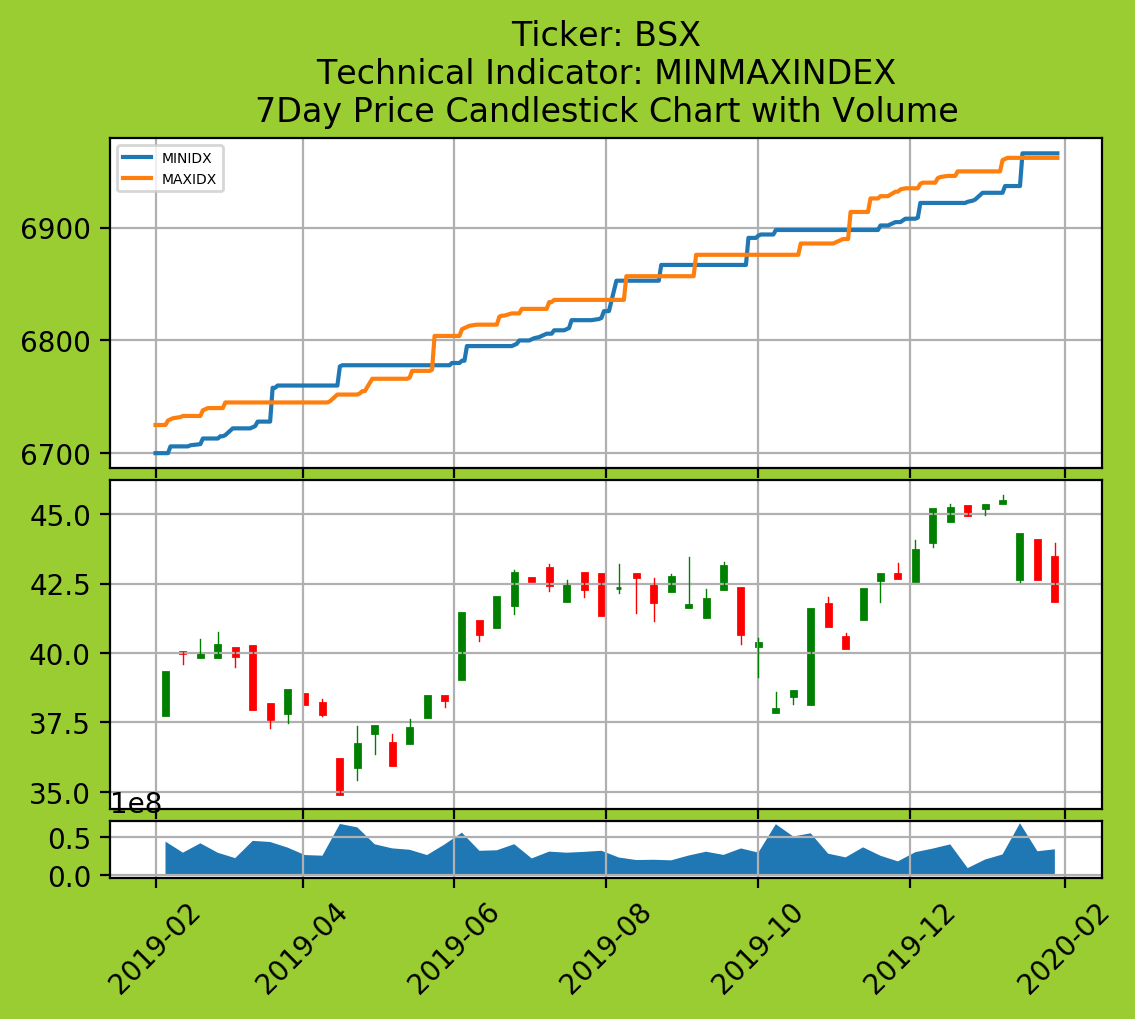 Ticker: BSX
Technical Indicator: MINMAXINDEX
7Day Price Candlestick Chart with Volume
MINIDX
MAXIDX
6900
6800
6700
45.0
42.5
40.0
37.5
35.0
1e8
0.5
0.0
2019-02
2019-04
2019-06
2019-08
2019-10
2019-12
2020-02